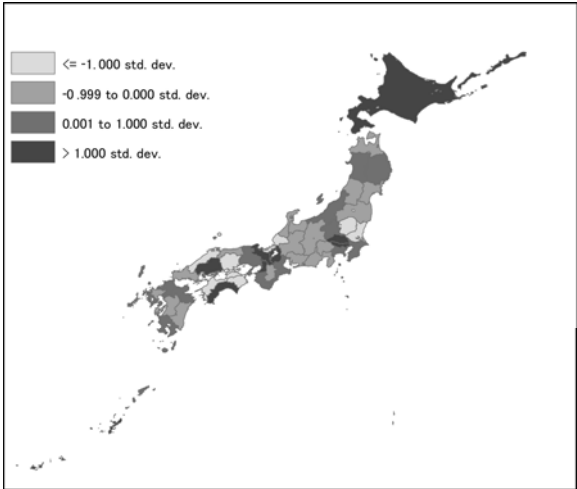 <= -1.000 std. dev.
-0.999 to 0.000 std. dev.
0.001 to 1.000 std. dev.
> 1.000 std. dev.